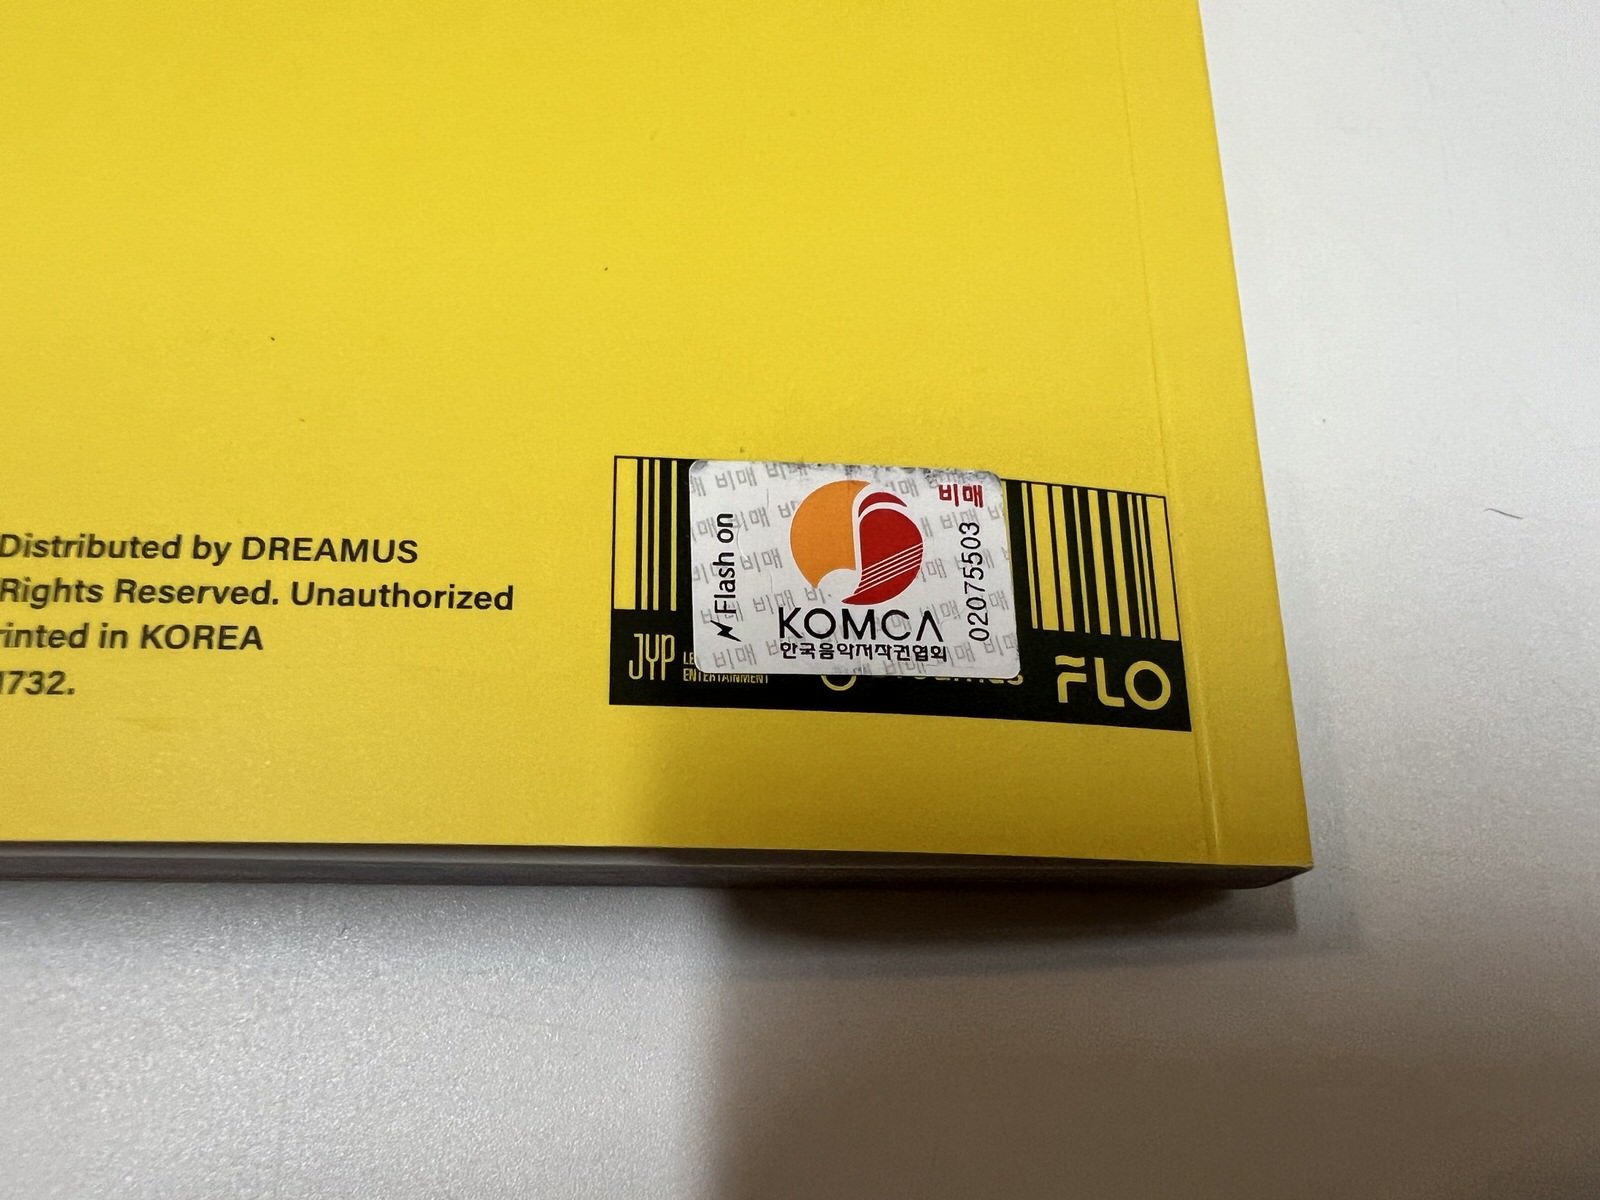 Distributed by DREAMUS
Rights Reserved. Unauthorized
rinted in KOREA
1732.
비매
Flash on
02075503
KOMCA
한국음악저작권협회
JYP
ENTERTAINMENT
FLO